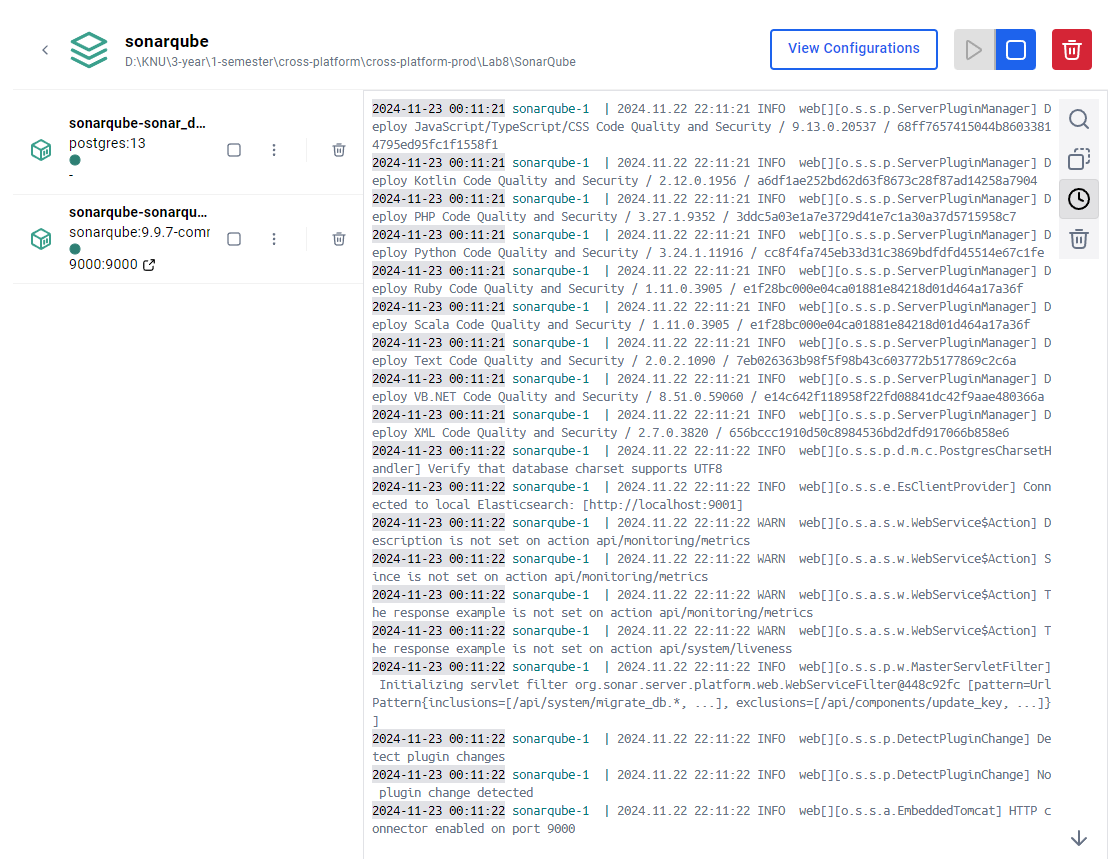 sonarqube
D:\KNU\3-year\1-semester\cross-platform\cross-platform-prod\Lab8\SonarQube
View Configurations
sonarqube-sonar_d...
postgres:13
-
sonarqube-sonarqu...
sonarqube:9.9.7-comm
9000:9000
2024-11-23 00:11:21 sonarqube-1  | 2024.11.22 22:11:21 INFO  web[][o.s.s.p.ServerPluginManager] D
eploy JavaScript/TypeScript/CSS Code Quality and Security / 9.13.0.20537 / 68ff7657415044b8603381
4795ed95fc1f1558f1
2024-11-23 00:11:21 sonarqube-1  | 2024.11.22 22:11:21 INFO  web[][o.s.s.p.ServerPluginManager] D
eploy Kotlin Code Quality and Security / 2.12.0.1956 / a6df1ae252bd62d63f8673c28f87ad14258a7904
2024-11-23 00:11:21 sonarqube-1  | 2024.11.22 22:11:21 INFO  web[][o.s.s.p.ServerPluginManager] D
eploy PHP Code Quality and Security / 3.27.1.9352 / 3ddc5a03e1a7e3729d41e7c1a30a37d5715958c7
2024-11-23 00:11:21 sonarqube-1  | 2024.11.22 22:11:21 INFO  web[][o.s.s.p.ServerPluginManager] D
eploy Python Code Quality and Security / 3.24.1.11916 / cc8f4fa745eb33d31c3869bdfdfd45514e67c1fe
2024-11-23 00:11:21 sonarqube-1  | 2024.11.22 22:11:21 INFO  web[][o.s.s.p.ServerPluginManager] D
eploy Ruby Code Quality and Security / 1.11.0.3905 / e1f28bc000e04ca01881e84218d01d464a17a36f
2024-11-23 00:11:21 sonarqube-1  | 2024.11.22 22:11:21 INFO  web[][o.s.s.p.ServerPluginManager] D
eploy Scala Code Quality and Security / 1.11.0.3905 / e1f28bc000e04ca01881e84218d01d464a17a36f
2024-11-23 00:11:21 sonarqube-1  | 2024.11.22 22:11:21 INFO  web[][o.s.s.p.ServerPluginManager] D
eploy Text Code Quality and Security / 2.0.2.1090 / 7eb026363b98f5f98b43c603772b5177869c2c6a
2024-11-23 00:11:21 sonarqube-1  | 2024.11.22 22:11:21 INFO  web[][o.s.s.p.ServerPluginManager] D
eploy VB.NET Code Quality and Security / 8.51.0.59060 / e14c642f118958f22fd08841dc42f9aae480366a
2024-11-23 00:11:21 sonarqube-1  | 2024.11.22 22:11:21 INFO  web[][o.s.s.p.ServerPluginManager] D
eploy XML Code Quality and Security / 2.7.0.3820 / 656bccc1910d50c8984536bd2dfd917066b858e6
2024-11-23 00:11:22 sonarqube-1  | 2024.11.22 22:11:22 INFO  web[][o.s.s.p.d.m.c.PostgresCharsetH
andler] Verify that database charset supports UTF8
2024-11-23 00:11:22 sonarqube-1  | 2024.11.22 22:11:22 INFO  web[][o.s.s.e.EsClientProvider] Conn
ected to local Elasticsearch: [http://localhost:9001]
2024-11-23 00:11:22 sonarqube-1  | 2024.11.22 22:11:22 WARN  web[][o.s.a.s.w.WebService$Action] D
escription is not set on action api/monitoring/metrics
2024-11-23 00:11:22 sonarqube-1  | 2024.11.22 22:11:22 WARN  web[][o.s.a.s.w.WebService$Action] S
ince is not set on action api/monitoring/metrics
2024-11-23 00:11:22 sonarqube-1  | 2024.11.22 22:11:22 WARN  web[][o.s.a.s.w.WebService$Action] T
he response example is not set on action api/monitoring/metrics
2024-11-23 00:11:22 sonarqube-1  | 2024.11.22 22:11:22 WARN  web[][o.s.a.s.w.WebService$Action] T
he response example is not set on action api/system/liveness
2024-11-23 00:11:22 sonarqube-1  | 2024.11.22 22:11:22 INFO  web[][o.s.s.p.w.MasterServletFilter]
 Initializing servlet filter org.sonar.server.platform.web.WebServiceFilter@448c92fc [pattern=Url
Pattern{inclusions=[/api/system/migrate_db.*, ...], exclusions=[/api/components/update_key, ...]}
]
2024-11-23 00:11:22 sonarqube-1  | 2024.11.22 22:11:22 INFO  web[][o.s.s.p.DetectPluginChange] De
tect plugin changes
2024-11-23 00:11:22 sonarqube-1  | 2024.11.22 22:11:22 INFO  web[][o.s.s.p.DetectPluginChange] No
 plugin change detected
2024-11-23 00:11:22 sonarqube-1  | 2024.11.22 22:11:22 INFO  web[][o.s.s.a.EmbeddedTomcat] HTTP c
onnector enabled on port 9000